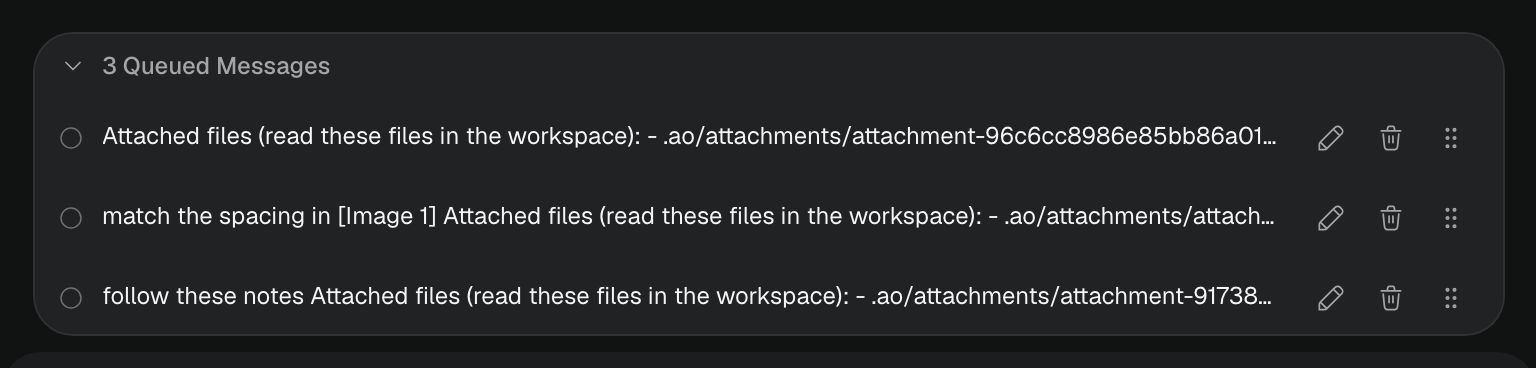 3 Queued Messages
Attached files (read these files in the workspace): - .ao/attachments/attachment-96c6cc8986e85bb86a01...
match the spacing in [Image 1] Attached files (read these files in the workspace): - .ao/attachments/attach...
follow these notes Attached files (read these files in the workspace): - .ao/attachments/attachment-91738...